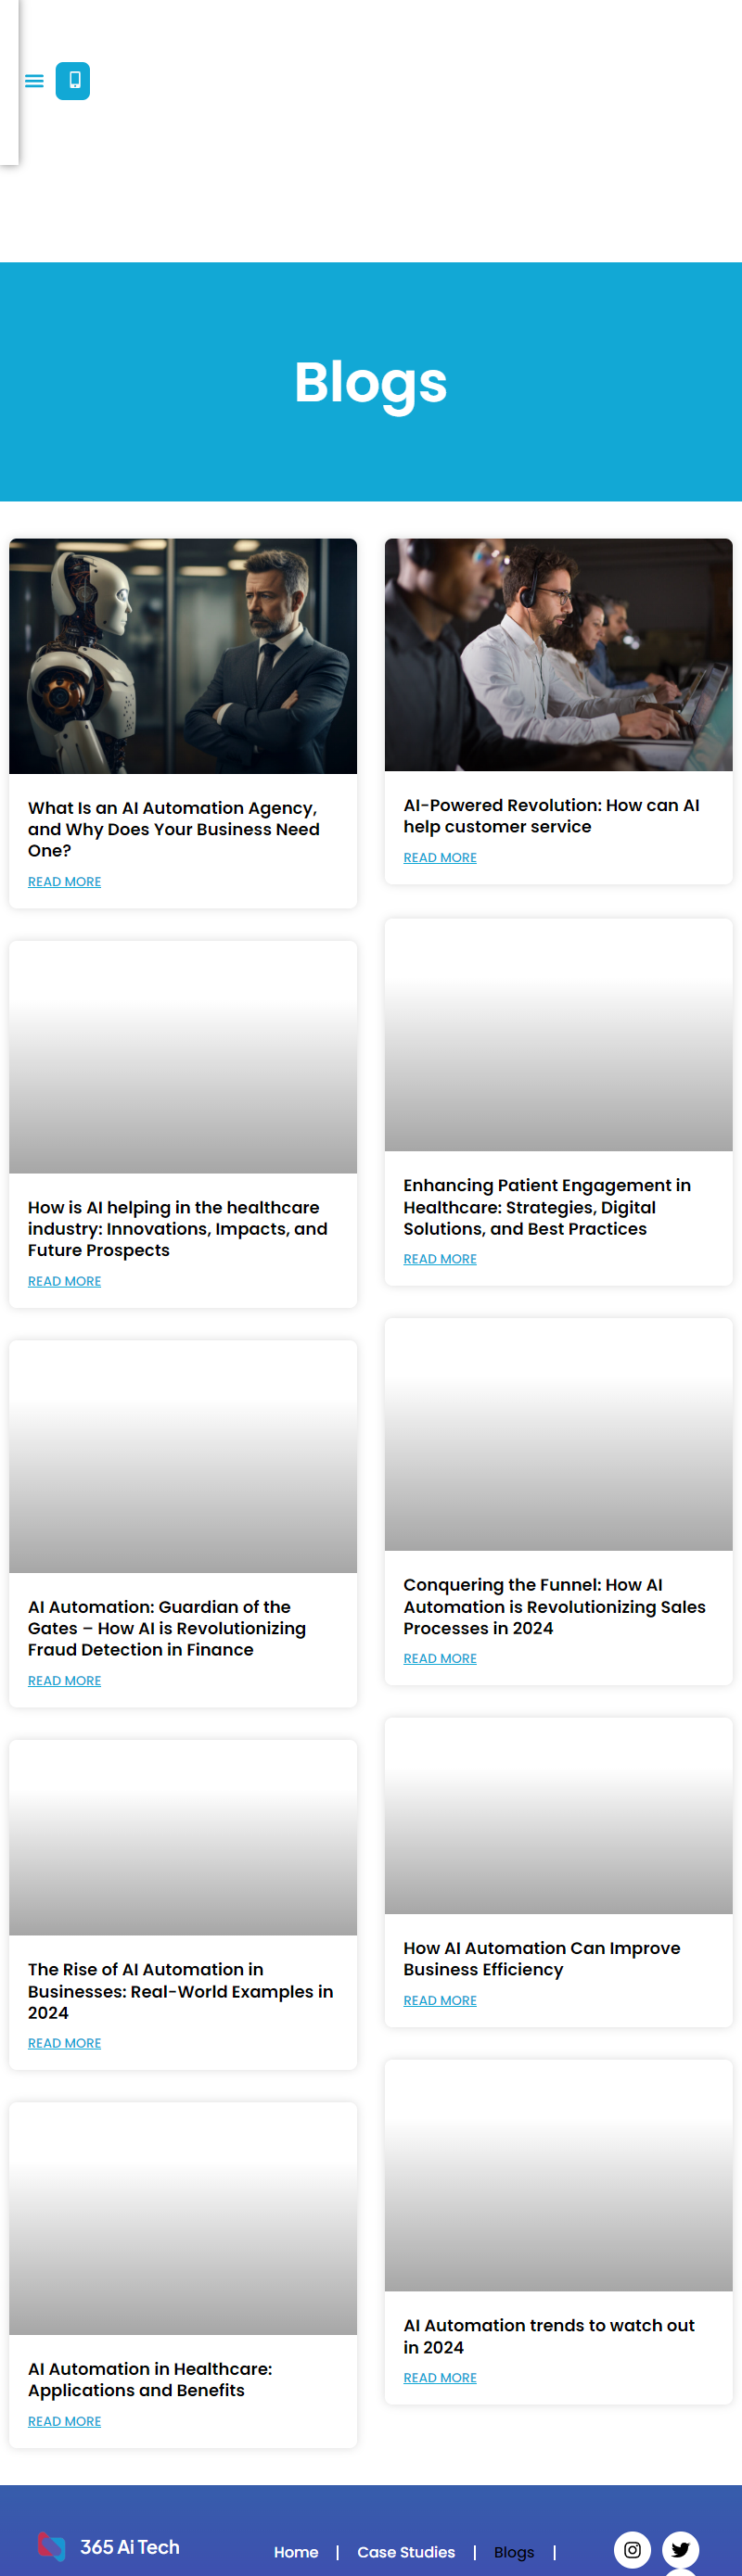 Blogs
What Is an AI Automation Agency,
and Why Does Your Business Need
One?
READ MORE
AI-Powered Revolution: How can AI
help customer service
READ MORE
How is AI helping in the healthcare
industry: Innovations, Impacts, and
Future Prospects
READ MORE
Enhancing Patient Engagement in
Healthcare: Strategies, Digital
Solutions, and Best Practices
READ MORE
AI Automation: Guardian of the
Gates – How AI is Revolutionizing
Fraud Detection in Finance
READ MORE
Conquering the Funnel: How AI
Automation is Revolutionizing Sales
Processes in 2024
READ MORE
The Rise of AI Automation in
Businesses: Real-World Examples in
2024
READ MORE
How AI Automation Can Improve
Business Efficiency
READ MORE
AI Automation in Healthcare:
Applications and Benefits
READ MORE
AI Automation trends to watch out
in 2024
READ MORE
365 Ai Tech
Home | Case Studies | Blogs |